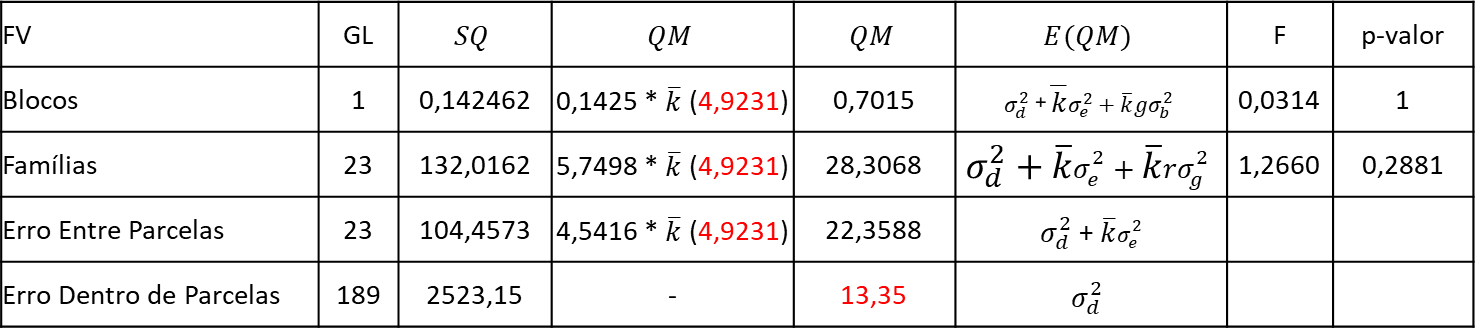 FV GL SQ QM QM E(QM) F p-valor
Blocos 1 0,142462 0,1425 * k̅ (4,9231) 0,7015 σ²_d + k̅σ²_e + k̅gσ²_b 0,0314 1
Famílias 23 132,0162 5,7498 * k̅ (4,9231) 28,3068 σ²_d + k̅σ²_e + k̅rσ²_g 1,2660 0,2881
Erro Entre Parcelas 23 104,4573 4,5416 * k̅ (4,9231) 22,3588 σ²_d + k̅σ²_e
Erro Dentro de Parcelas 189 2523,15 - 13,35 σ²_d